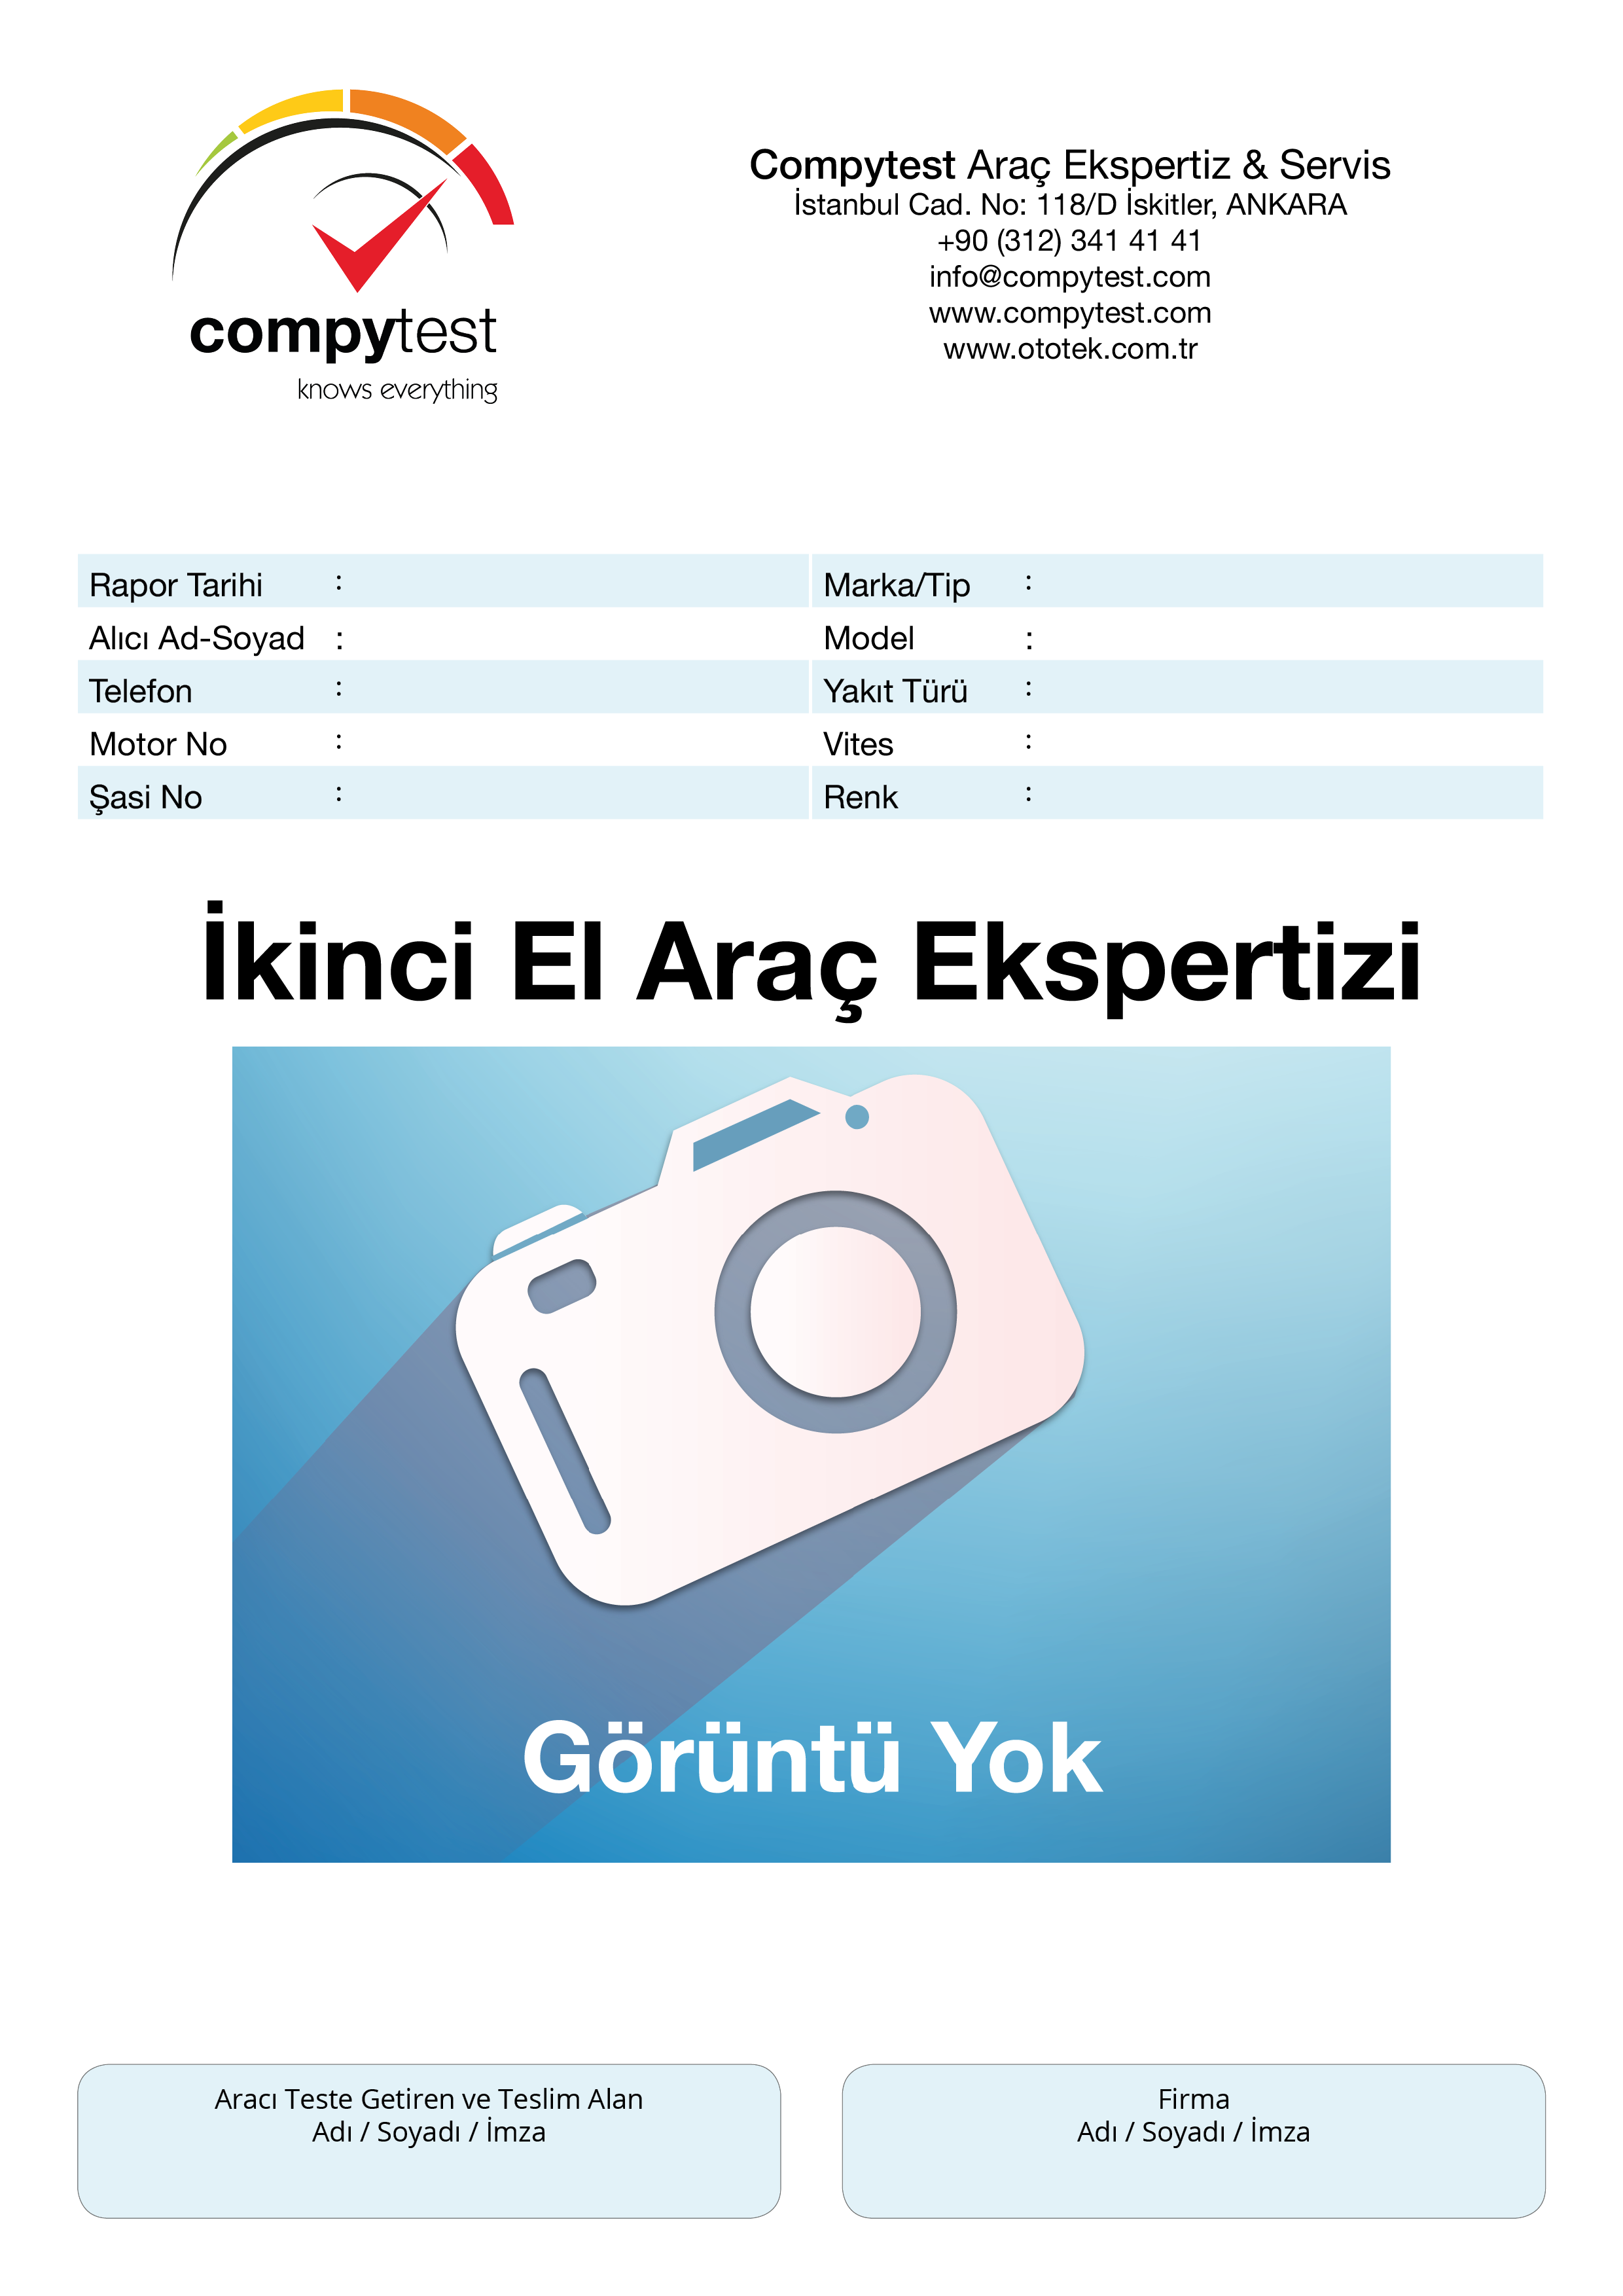 compytest
knows everything
Compytest Araç Ekspertiz & Servis
İstanbul Cad. No: 118/D İskitler, ANKARA
+90 (312) 341 41 41
info@compytest.com
www.compytest.com
www.ototek.com.tr
Rapor Tarihi :
Alıcı Ad-Soyad :
Telefon :
Motor No :
Şasi No :
Marka/Tip :
Model :
Yakıt Türü :
Vites :
Renk :
İkinci El Araç Ekspertizi
Görüntü Yok
Aracı Teste Getiren ve Teslim Alan
Adı / Soyadı / İmza
Firma
Adı / Soyadı / İmza